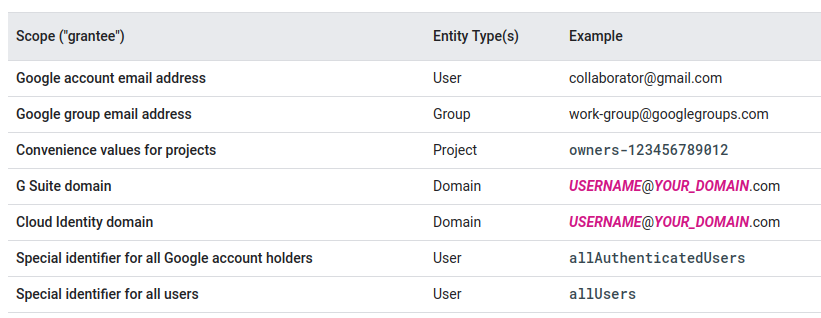 Scope ("grantee") Entity Type(s) Example
Google account email address User collaborator@gmail.com
Google group email address Group work-group@googlegroups.com
Convenience values for projects Project owners-123456789012
G Suite domain Domain USERNAME@YOUR_DOMAIN.com
Cloud Identity domain Domain USERNAME@YOUR_DOMAIN.com
Special identifier for all Google account holders User allAuthenticatedUsers
Special identifier for all users User allUsers